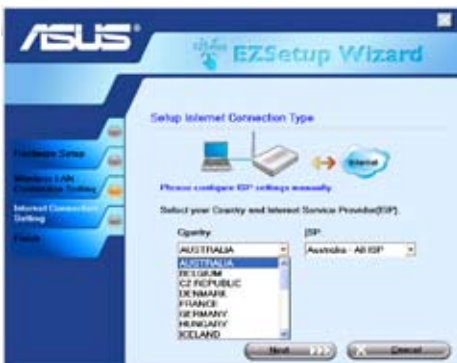 ASUS
EZSetup Wizard
Setup Internet Connection Type
Hardware Setup
Wireless LAN
Connection Setting
Internet
Internet Connection
Setting
Please configure ISP settings manually.
Finish
Select your Country and Internet Service Provider(ISP).
Country
ISP
AUSTRALIA
Australia - All ISP
AUSTRALIA
BELGIUM
CZ REPUBLIC
DENMARK
FRANCE
GERMANY
HUNGARY
ICELAND
Next
Cancel